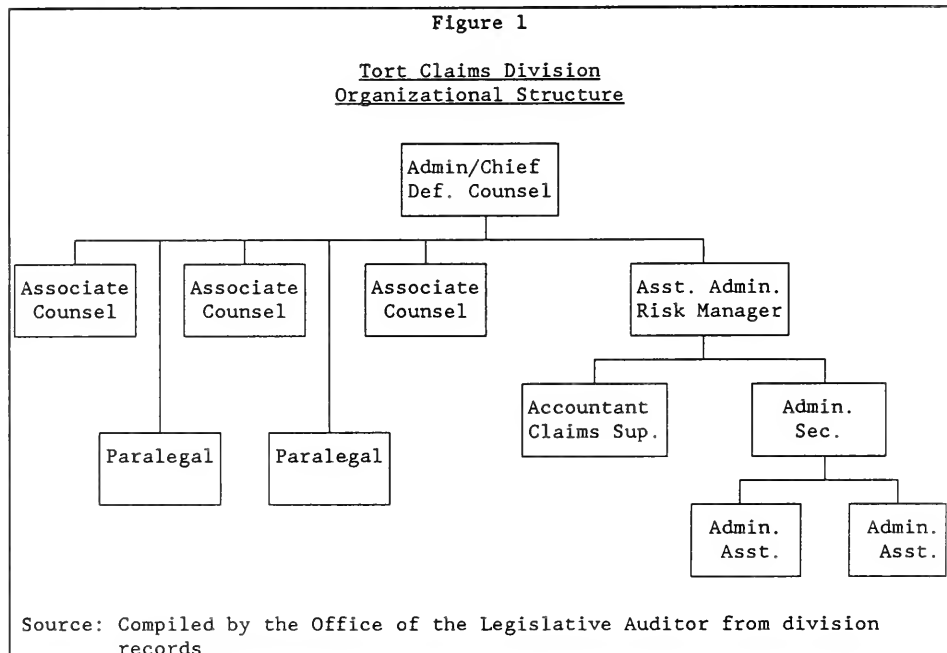 Figure 1
Tort Claims Division
Organizational Structure
Admin/Chief
Def. Counsel
Associate
Counsel
Associate
Counsel
Associate
Counsel
Asst. Admin.
Risk Manager
Paralegal
Paralegal
Accountant
Claims Sup.
Admin.
Sec.
Admin.
Asst.
Admin.
Asst.
Source: Compiled by the Office of the Legislative Auditor from division
records